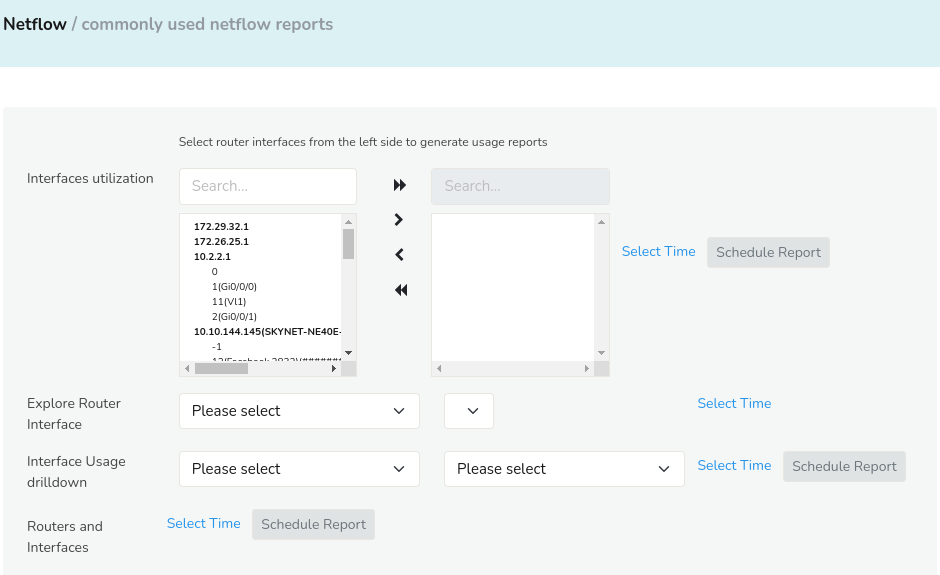 Netflow / commonly used netflow reports
Select router interfaces from the left side to generate usage reports
Interfaces utilization
Search...
Search...
172.29.32.1
172.26.25.1
10.2.2.1
0
1(Gi0/0/0)
11(Vl1)
2(Gi0/0/1)
10.10.144.145(SKYNET-NE40E-
-1
Select Time
Schedule Report
Explore Router
Interface
Please select
Select Time
Interface Usage
drilldown
Please select
Please select
Select Time
Schedule Report
Routers and
Interfaces
Select Time
Schedule Report